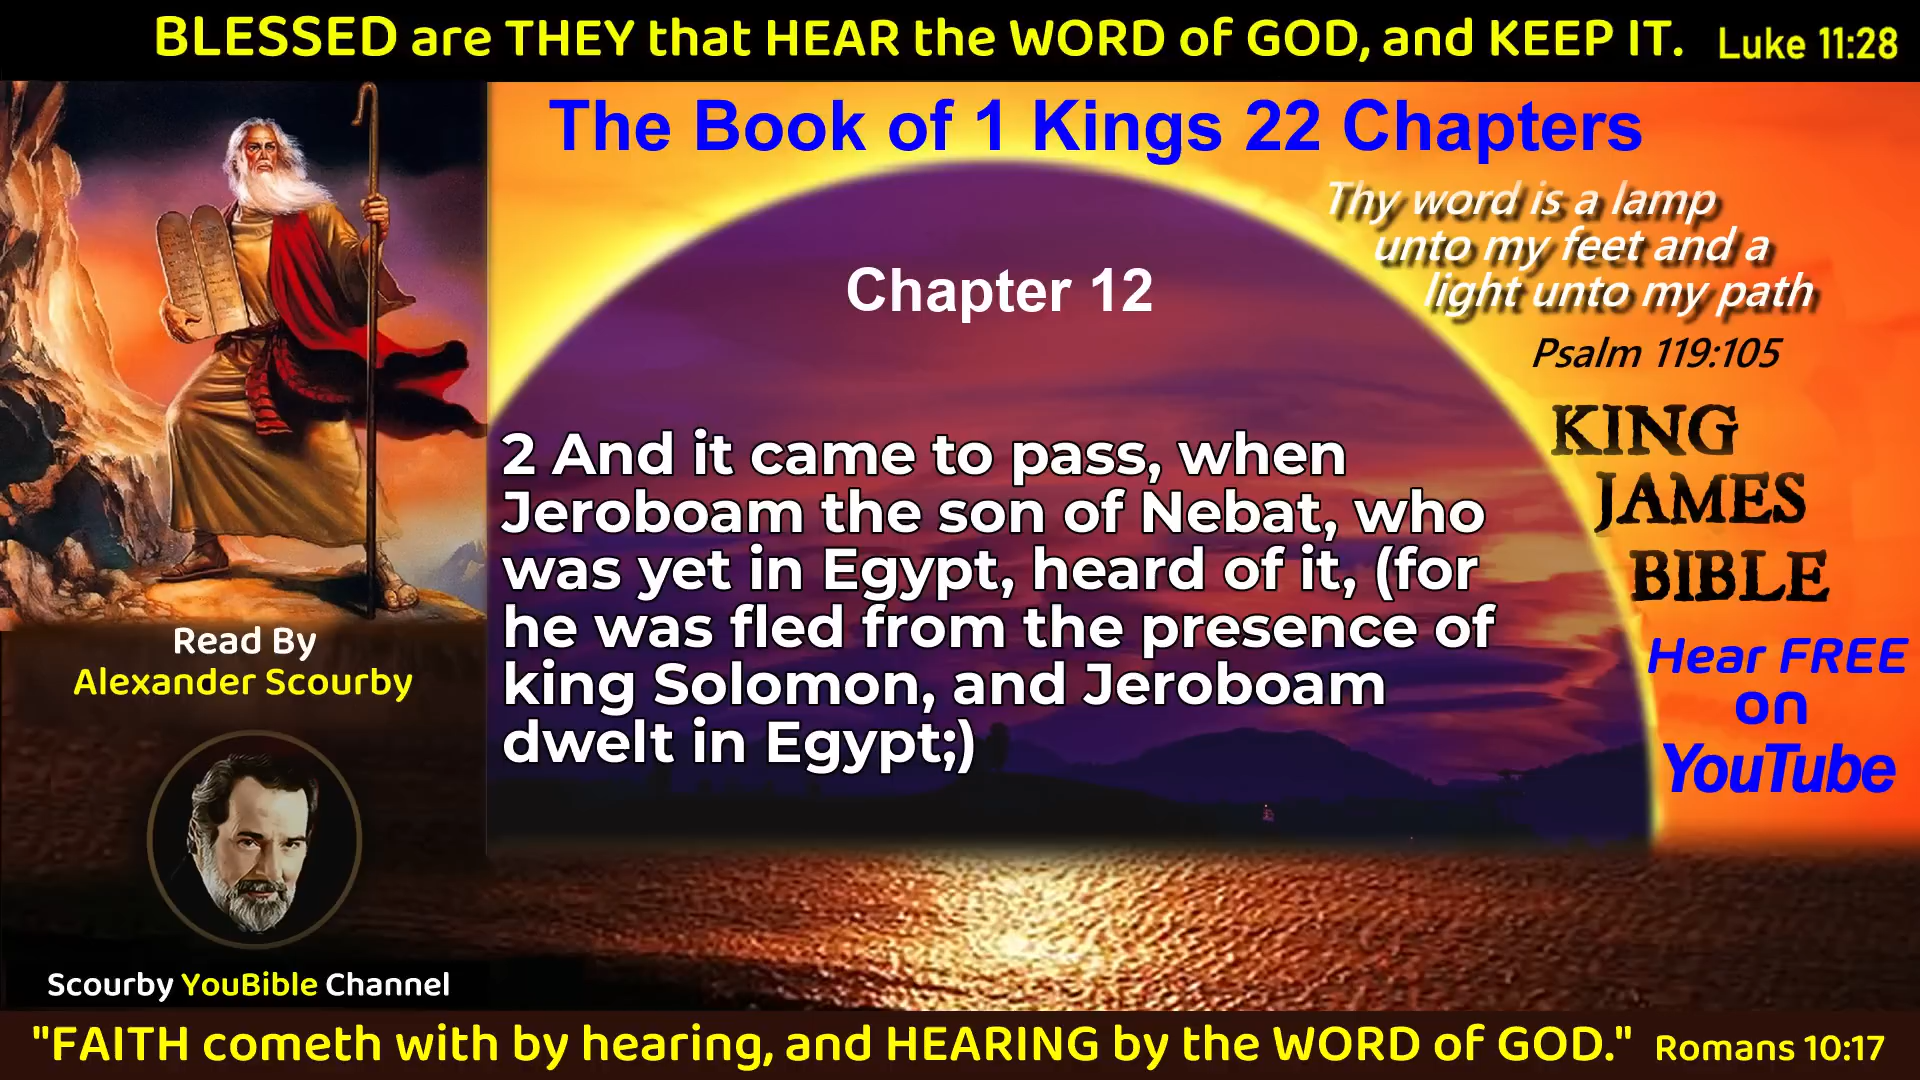 BLESSED are THEY that HEAR the WORD of GOD, and KEEP IT. Luke 11:28
The Book of 1 Kings 22 Chapters
Thy word is a lamp
unto my feet and a
light unto my path
Psalm 119:105
Chapter 12
2 And it came to pass, when
Jeroboam the son of Nebat, who
was yet in Egypt, heard of it, (for
he was fled from the presence of
king Solomon, and Jeroboam
dwelt in Egypt;)
KING
JAMES
BIBLE
Hear FREE
on
YouTube
Read By
Alexander Scourby
Scourby YouBible Channel
"FAITH cometh with by hearing, and HEARING by the WORD of GOD." Romans 10:17